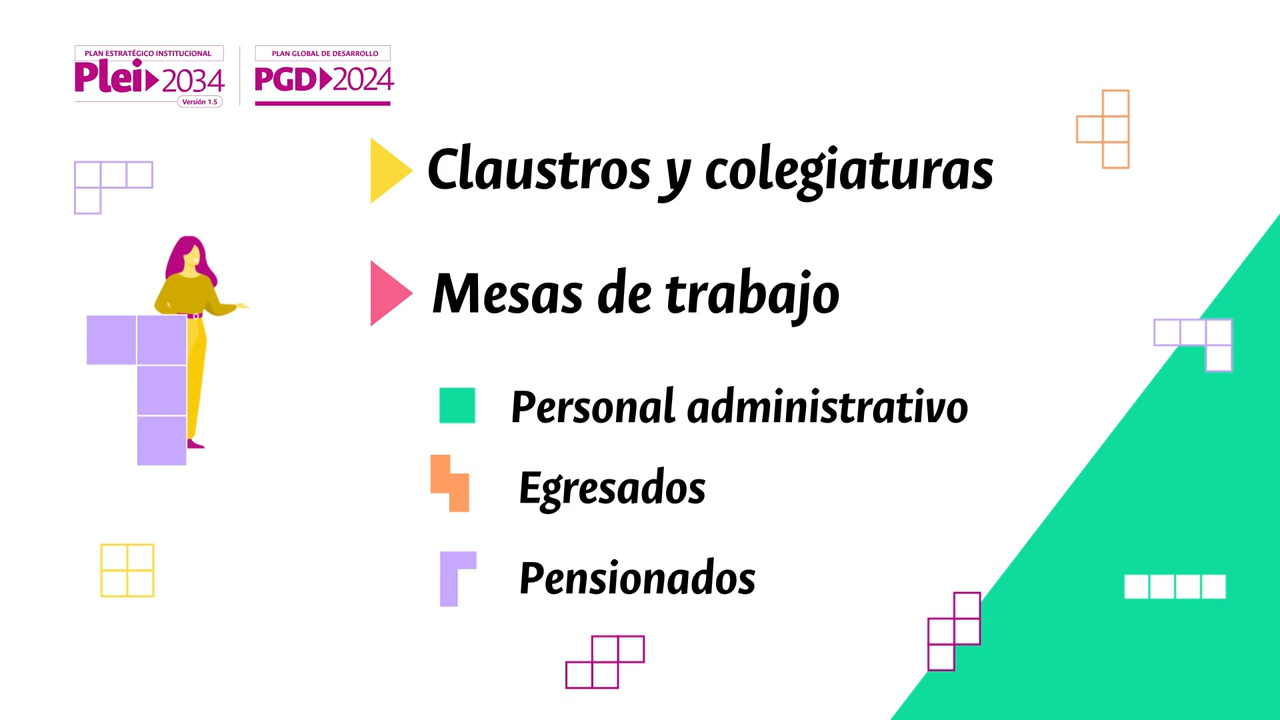 PLAN ESTRATÉGICO INSTITUCIONAL
Plei 2034
Versión 1.5
PLAN GLOBAL DE DESARROLLO
PGD 2024
Claustros y colegiaturas
Mesas de trabajo
Personal administrativo
Egresados
Pensionados